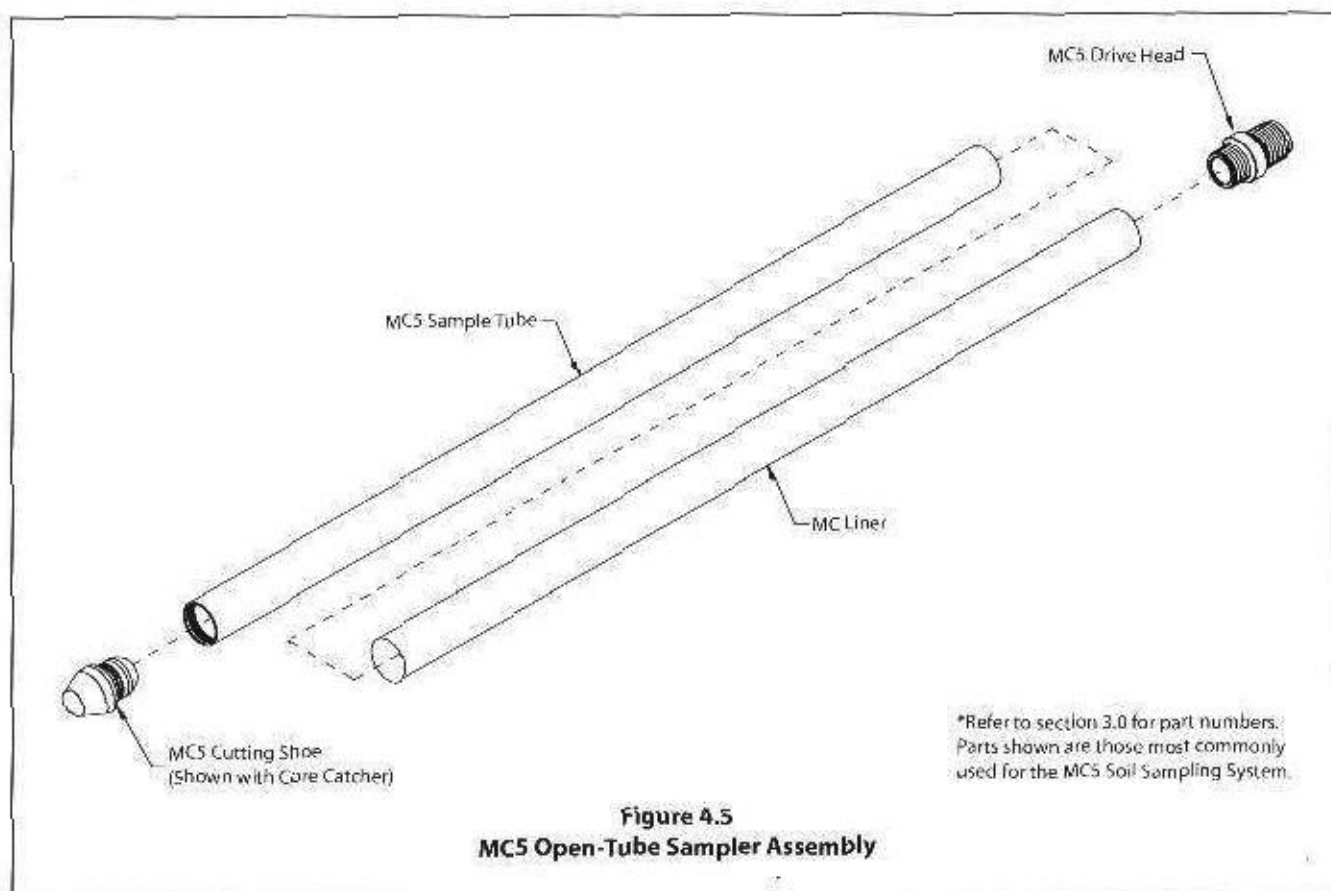 MC5 Drive Head
MC5 Sample Tube
MC Liner
MC5 Cutting Shoe
(Shown with Core Catcher)
*Refer to section 3.0 for part numbers.
Parts shown are those most commonly
used for the MC5 Soil Sampling System.
Figure 4.5
MC5 Open-Tube Sampler Assembly